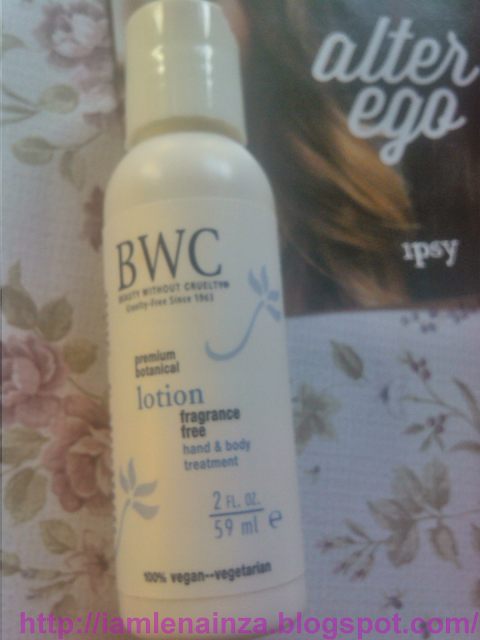 alter
ego
ipsy
BWC
BEAUTY WITHOUT CRUELTY
Cruelty-Free Since 1963
premium
botanical
lotion
fragrance
free
hand & body
treatment
2 FL. OZ.
59 ml e
100% vegan--vegetarian
http://iamlenainza.blogspot.com/